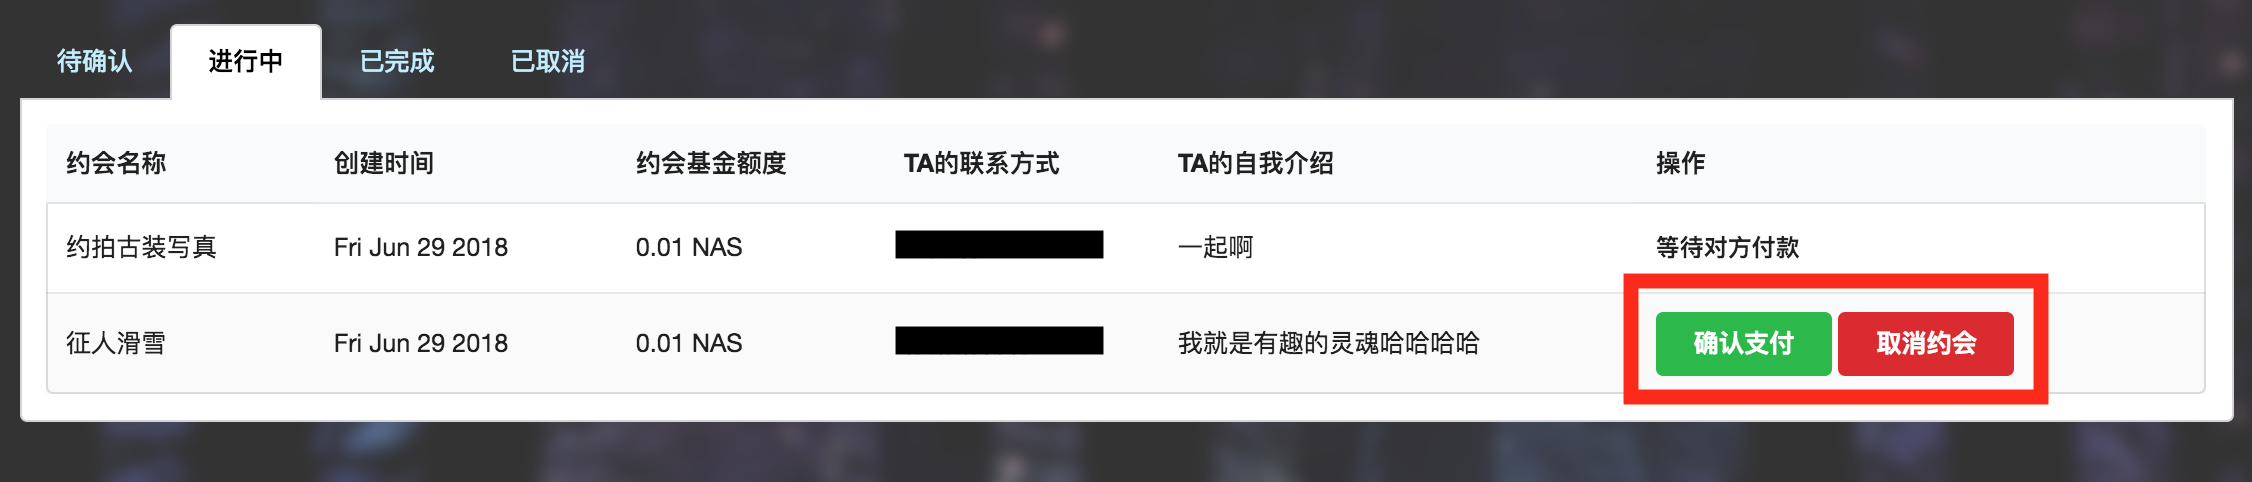 待确认 进行中 已完成 已取消
约会名称 创建时间 约会基金额度 TA的联系方式 TA的自我介绍 操作
约拍古装写真 Fri Jun 29 2018 0.01 NAS 一起啊 等待对方付款
征人滑雪 Fri Jun 29 2018 0.01 NAS 我就是有趣的灵魂哈哈哈哈 确认支付 取消约会